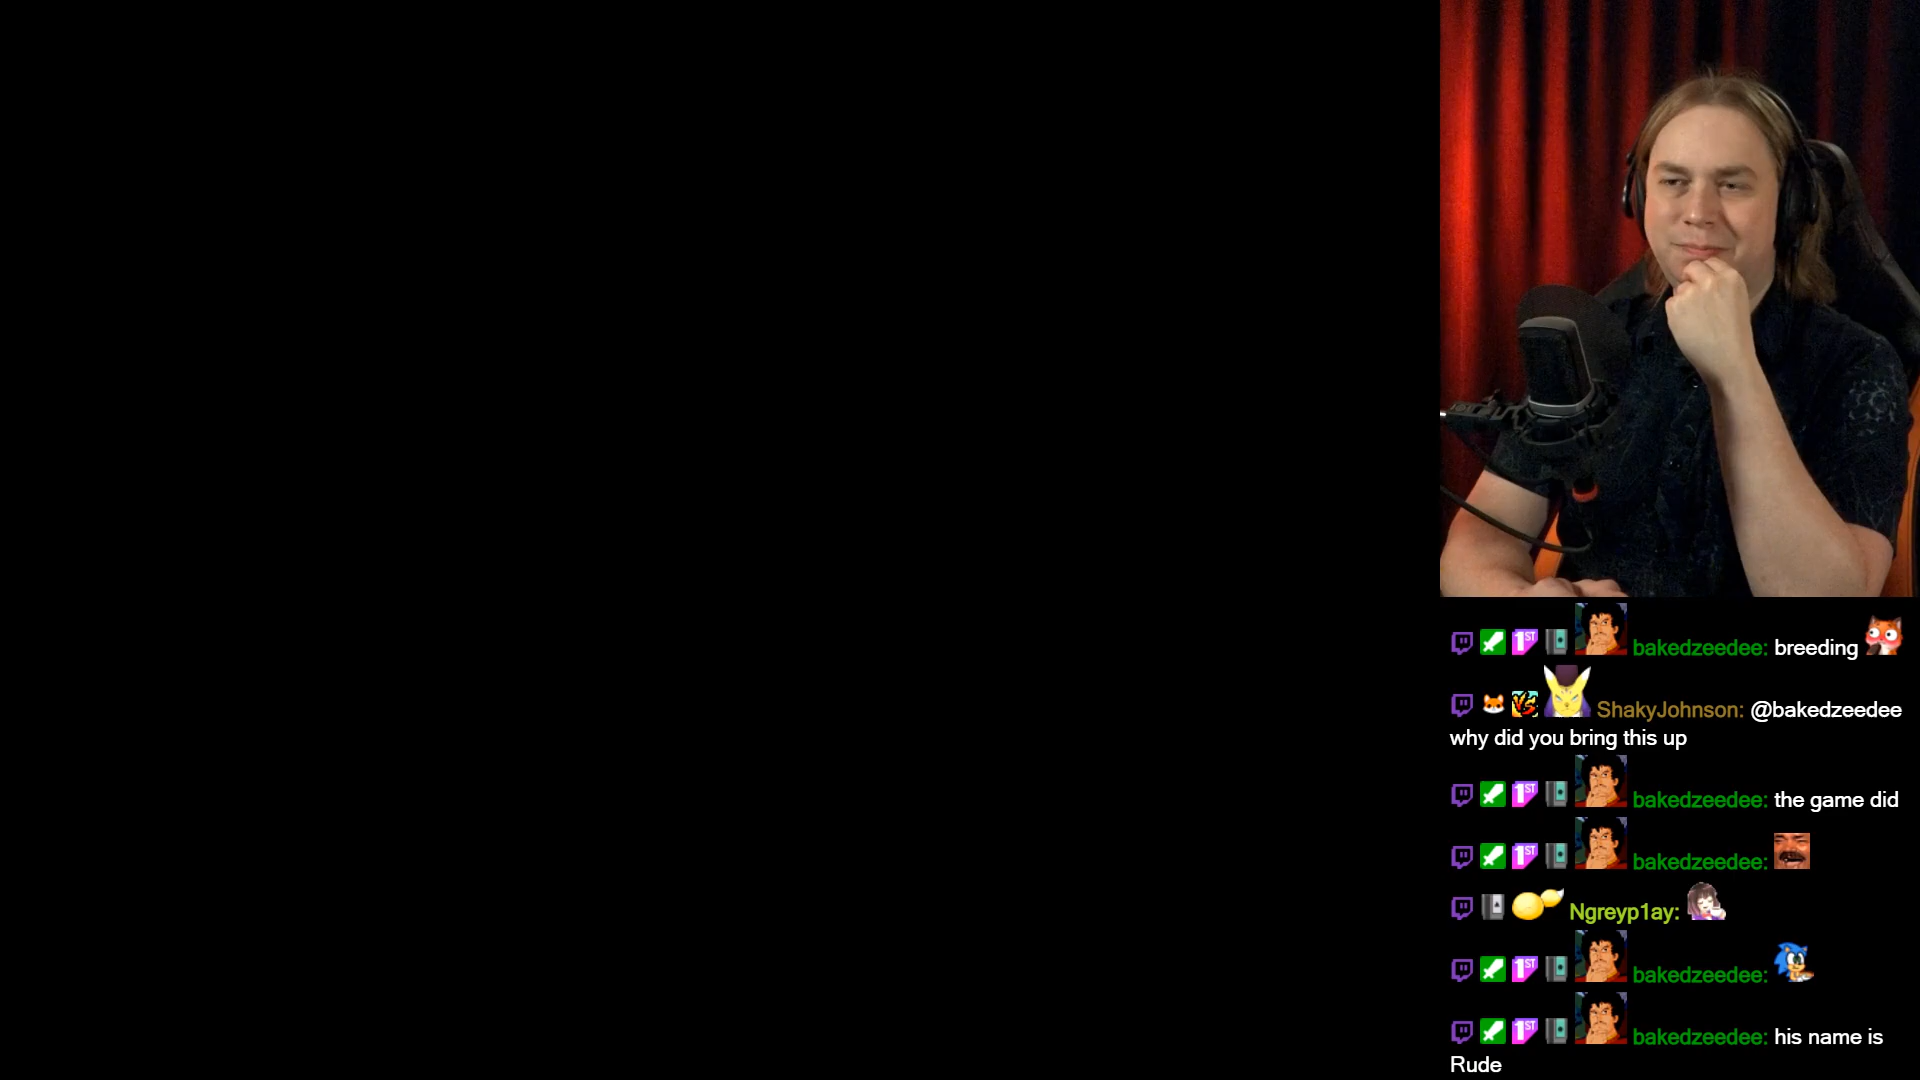 bakedzeedee: breeding
ShakyJohnson: @bakedzeedee
why did you bring this up
bakedzeedee: the game did
bakedzeedee:
Ngreyp1ay:
bakedzeedee:
bakedzeedee: his name is
Rude